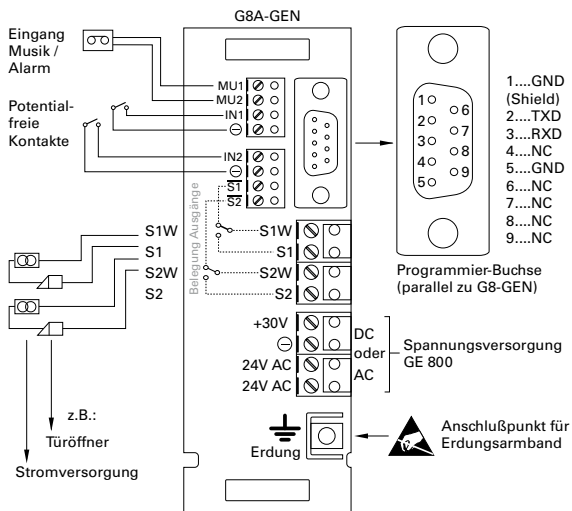 G8A-GEN
Eingang
Musik /
Alarm
Potential-
freie
Kontakte
MU1
MU2
IN1
⊖
IN2
⊖
S1
S2
Belegung Ausgänge
S1W
S1
S2W
S2
S1W
S1
S2W
S2
+30V
⊖
24V AC
24V AC
DC
oder
AC
Spannungsversorgung
GE 800
Erdung
Anschlußpunkt für
Erdungsarmband
z.B.:
Türöffner
Stromversorgung
1
2
3
4
5
6
7
8
9
1....GND
(Shield)
2....TXD
3....RXD
4....NC
5....GND
6....NC
7....NC
8....NC
9....NC
Programmier-Buchse
(parallel zu G8-GEN)